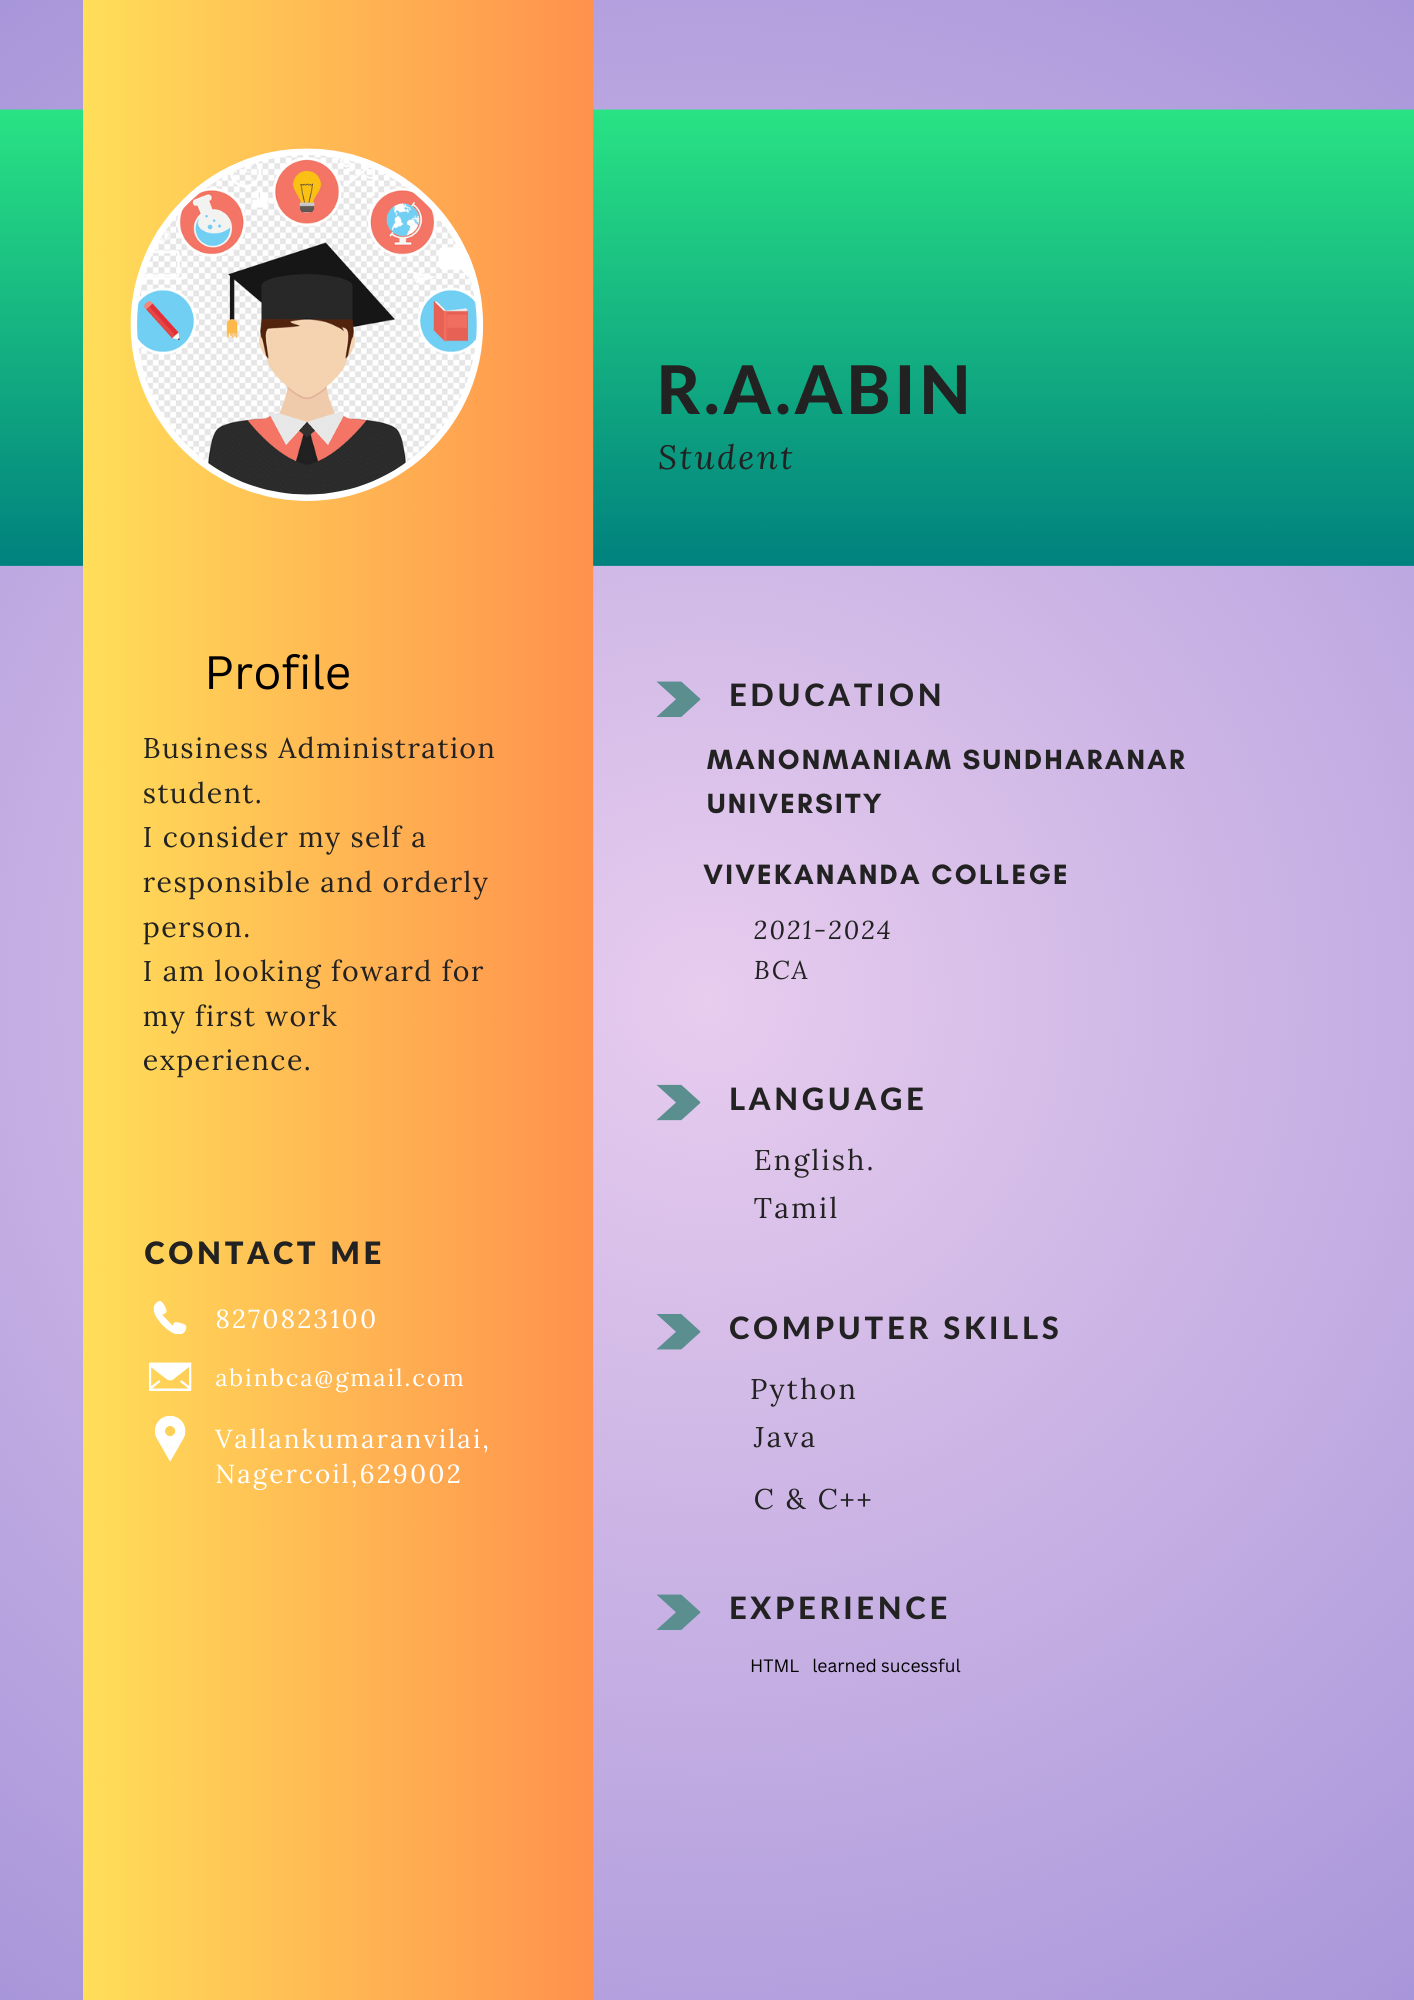 R.A.ABIN
Student
Profile
Business Administration
student.
I consider my self a
responsible and orderly
person.
I am looking foward for
my first work
experience.
CONTACT ME
8270823100
abinbca@gmail.com
Vallankumaranvilai,
Nagercoil,629002
EDUCATION
MANONMANIAM SUNDHARANAR
UNIVERSITY
VIVEKANANDA COLLEGE
2021-2024
BCA
LANGUAGE
English.
Tamil
COMPUTER SKILLS
Python
Java
C & C++
EXPERIENCE
HTML learned sucessful